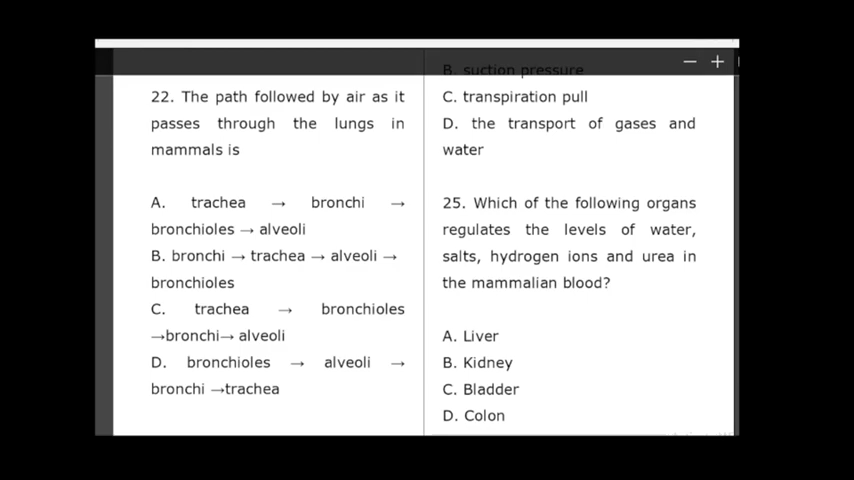 22. The path followed by air as it
passes through the lungs in
mammals is
A. trachea → bronchi →
bronchioles → alveoli
B. bronchi → trachea → alveoli →
bronchioles
C. trachea → bronchioles
→bronchi→ alveoli
D. bronchioles → alveoli →
bronchi →trachea
B. suction pressure
C. transpiration pull
D. the transport of gases and
water
25. Which of the following organs
regulates the levels of water,
salts, hydrogen ions and urea in
the mammalian blood?
A. Liver
B. Kidney
C. Bladder
D. Colon